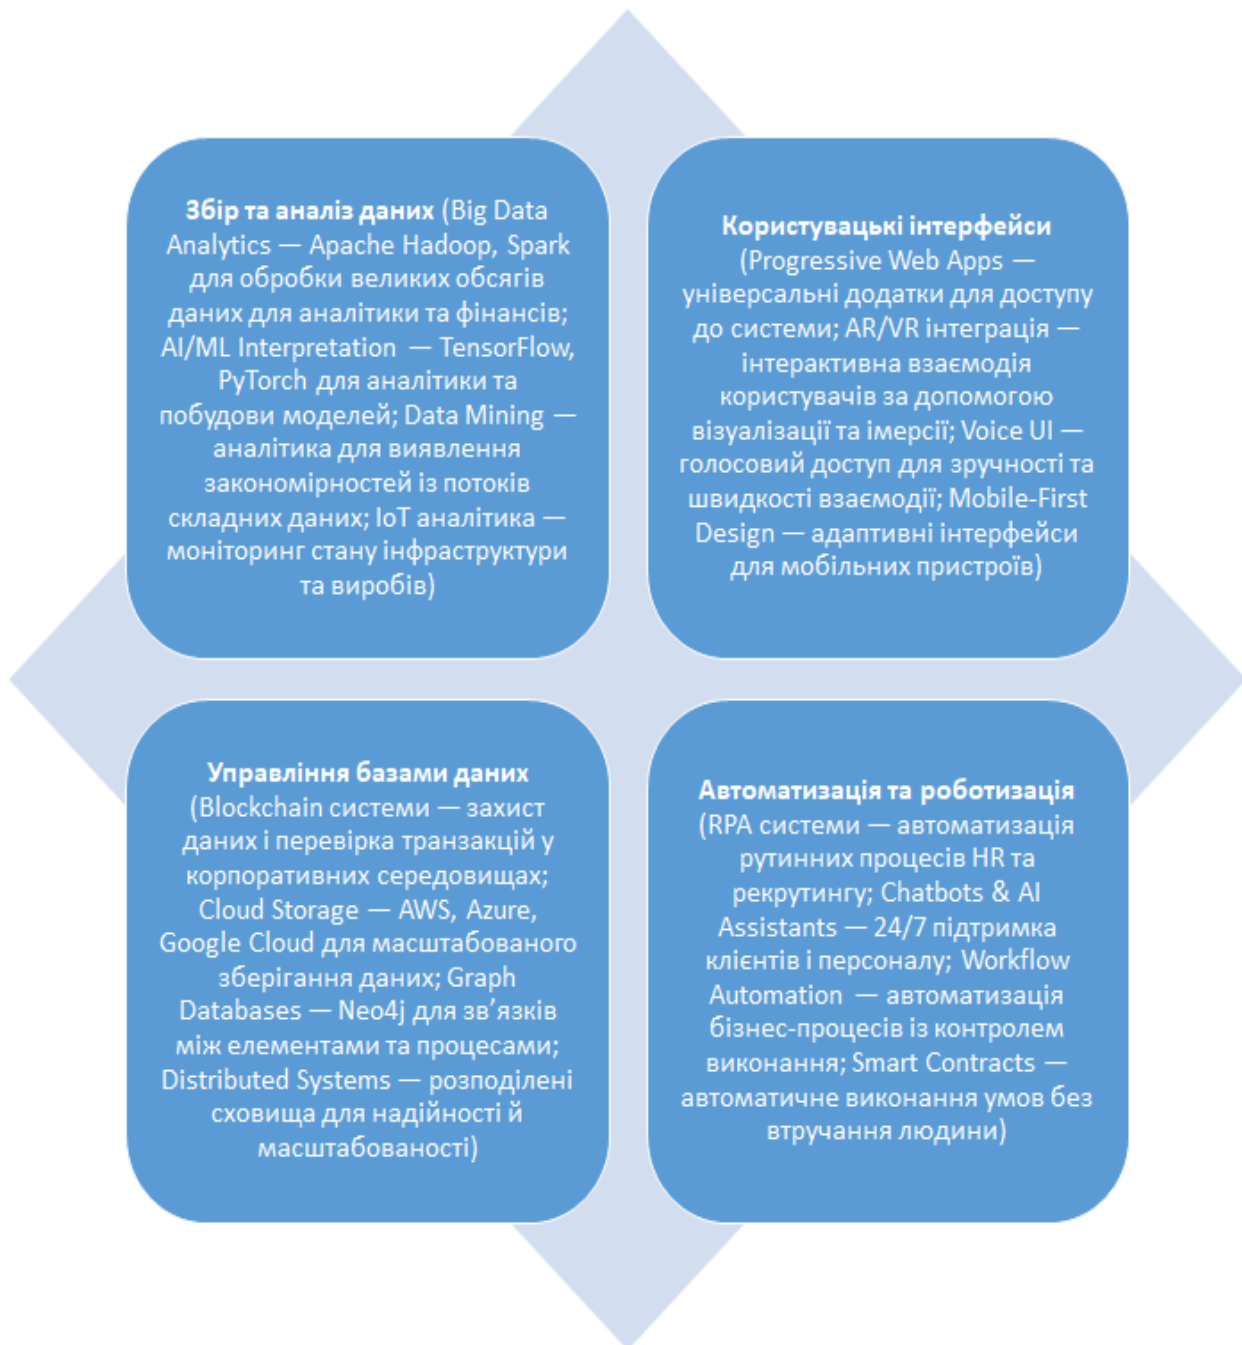 Збір та аналіз даних (Big Data
Analytics — Apache Hadoop, Spark
для обробки великих обсягів
даних для аналітики та фінансів;
AI/ML Interpretation — TensorFlow,
PyTorch для аналітики та
побудови моделей; Data Mining —
аналітика для виявлення
закономірностей із потоків
складних даних; IoT аналітика —
моніторинг стану інфраструктури
та виробів)
Користувацькі інтерфейси
(Progressive Web Apps —
універсальні додатки для доступу
до системи; AR/VR інтеграція —
інтерактивна взаємодія
користувачів за допомогою
візуалізації та імерсії; Voice UI —
голосовий доступ для зручності та
швидкості взаємодії; Mobile-First
Design — адаптивні інтерфейси
для мобільних пристроїв)
Управління базами даних
(Blockchain системи — захист
даних і перевірка транзакцій у
корпоративних середовищах;
Cloud Storage — AWS, Azure,
Google Cloud для масштабованого
зберігання даних; Graph
Databases — Neo4j для зв’язків
між елементами та процесами;
Distributed Systems — розподілені
сховища для надійності й
масштабованості)
Автоматизація та роботизація
(RPA системи — автоматизація
рутинних процесів HR та
рекрутингу; Chatbots & AI
Assistants — 24/7 підтримка
клієнтів і персоналу; Workflow
Automation — автоматизація
бізнес-процесів із контролем
виконання; Smart Contracts —
автоматичне виконання умов без
втручання людини)